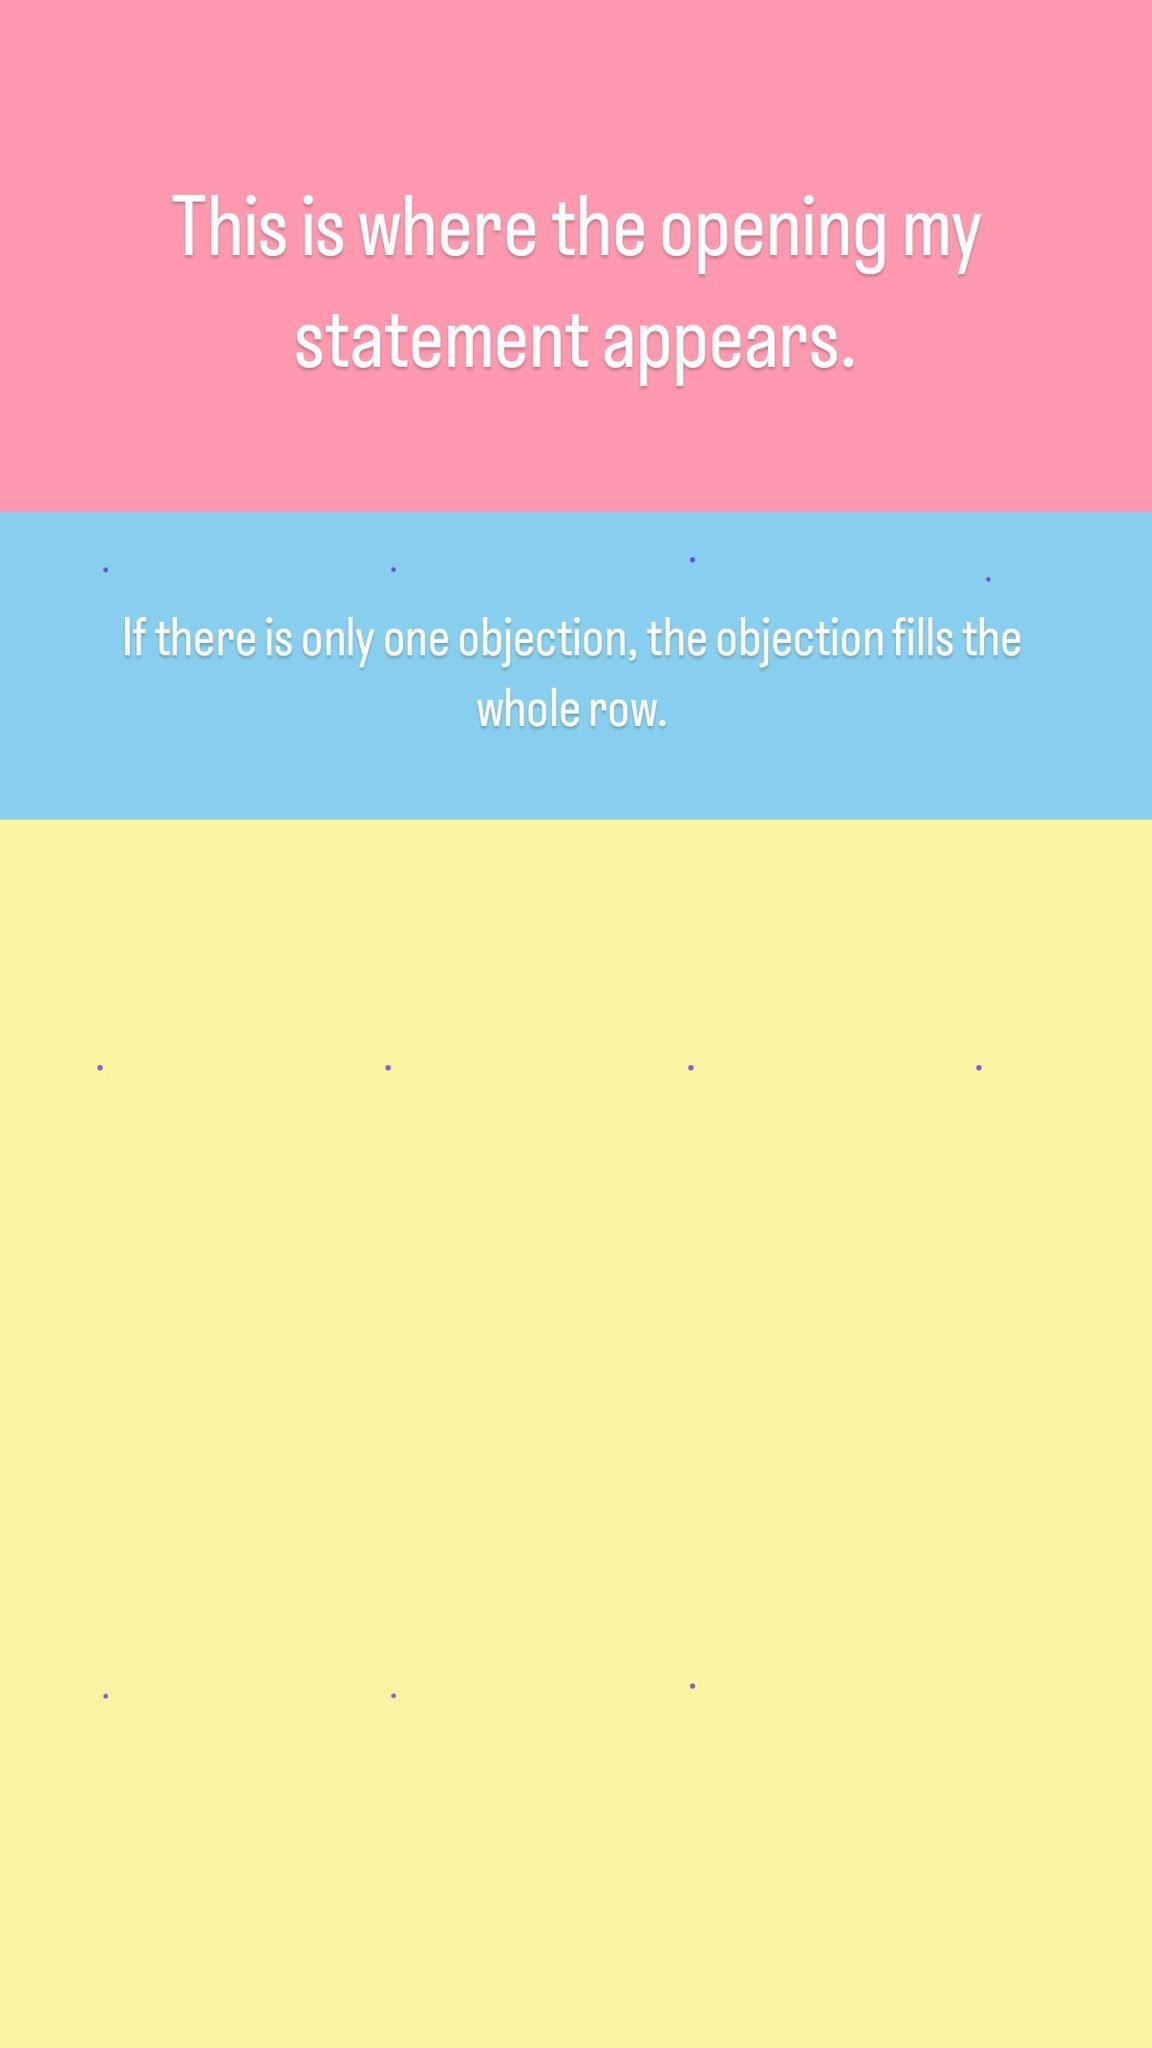 This is where the opening my
statement appears.
If there is only one objection, the objection fills the
whole row.